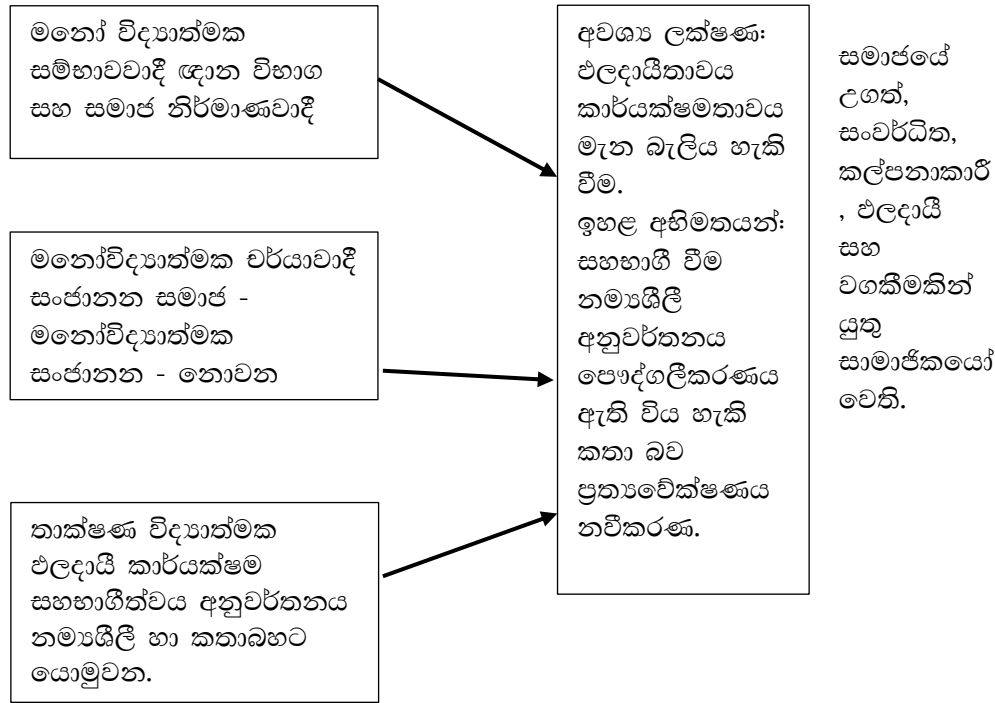 මනෝ විද්‍යාත්මක
සම්භාවවාදී ඥාන විභාග
සහ සමාජ නිර්මාණවාදී
මනෝවිද්‍යාත්මක චර්යාවාදී
සංජානන සමාජ -
මනෝවිද්‍යාත්මක
සංජානන - නොවන
තාක්ෂණ විද්‍යාත්මක
ඵලදායී කාර්යක්ෂම
සහභාගීත්වය අනුවර්තනය
නම්‍යශීලී හා කතාබහට
යොමුවන.
අවශ්‍ය ලක්ෂණ:
ඵලදායීතාවය
කාර්යක්ෂමතාවය
මැන බැලිය හැකි
වීම.
ඉහළ අභිමතයන්:
සහභාගී වීම
නම්‍යශීලී
අනුවර්තනය
පෞද්ගලීකරණය
ඇති විය හැකි
කතා බව
ප්‍රත්‍යවේක්ෂණය
නවීකරණ.
සමාජයේ
උගත්,
සංවර්ධිත,
කල්පනාකාරී
, ඵලදායී
සහ
වගකීමකින්
යුතු
සාමාජිකයෝ
වෙති.